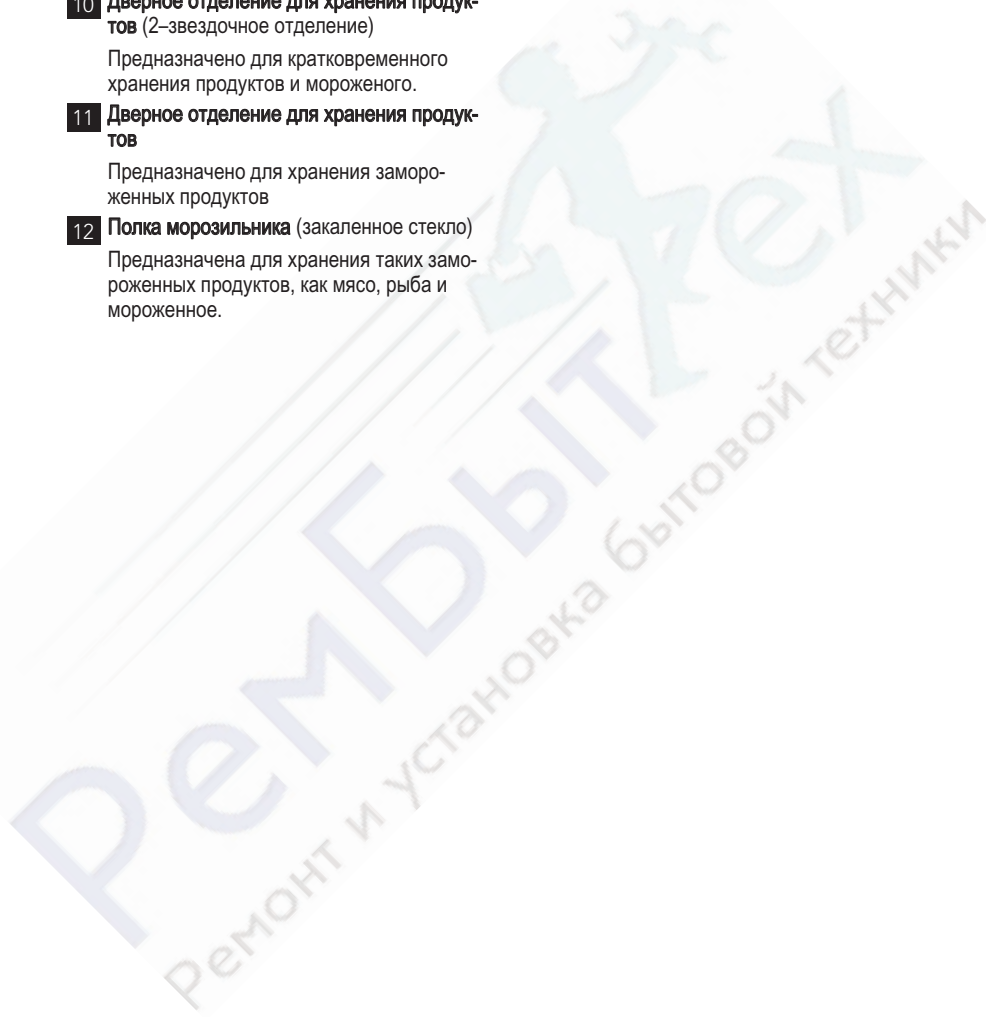 10 Дверное отделение для хранения продук-
тов (2–звездочное отделение)
Предназначено для кратковременного
хранения продуктов и мороженого.
11 Дверное отделение для хранения продук-
тов
Предназначено для хранения заморо-
женных продуктов
12 Полка морозильника (закаленное стекло)
Предназначена для хранения таких замо-
роженных продуктов, как мясо, рыба и
мороженное.
РемБытТех
Ремонт и установка бытовой техники